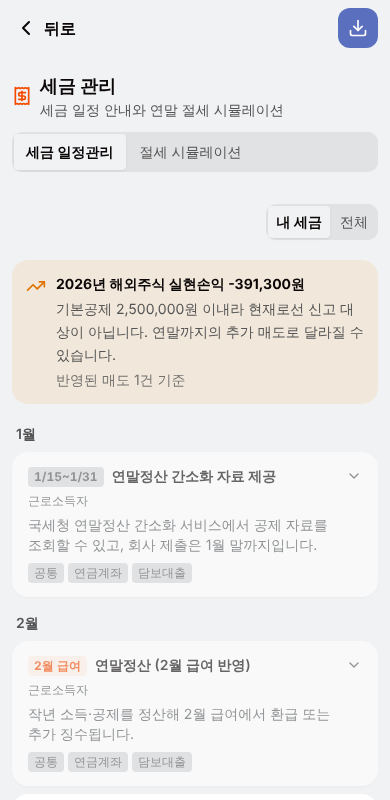 뒤로
세금 관리
세금 일정 안내와 연말 절세 시뮬레이션
세금 일정관리 절세 시뮬레이션
내 세금 전체
2026년 해외주식 실현손익 -391,300원
기본공제 2,500,000원 이내라 현재로선 신고 대
상이 아닙니다. 연말까지의 추가 매도로 달라질 수
있습니다.
반영된 매도 1건 기준
1월
1/15~1/31 연말정산 간소화 자료 제공
근로소득자
국세청 연말정산 간소화 서비스에서 공제 자료를
조회할 수 있고, 회사 제출은 1월 말까지입니다.
공통 연금계좌 담보대출
2월
2월 급여 연말정산 (2월 급여 반영)
근로소득자
작년 소득·공제를 정산해 2월 급여에서 환급 또는
추가 징수됩니다.
공통 연금계좌 담보대출